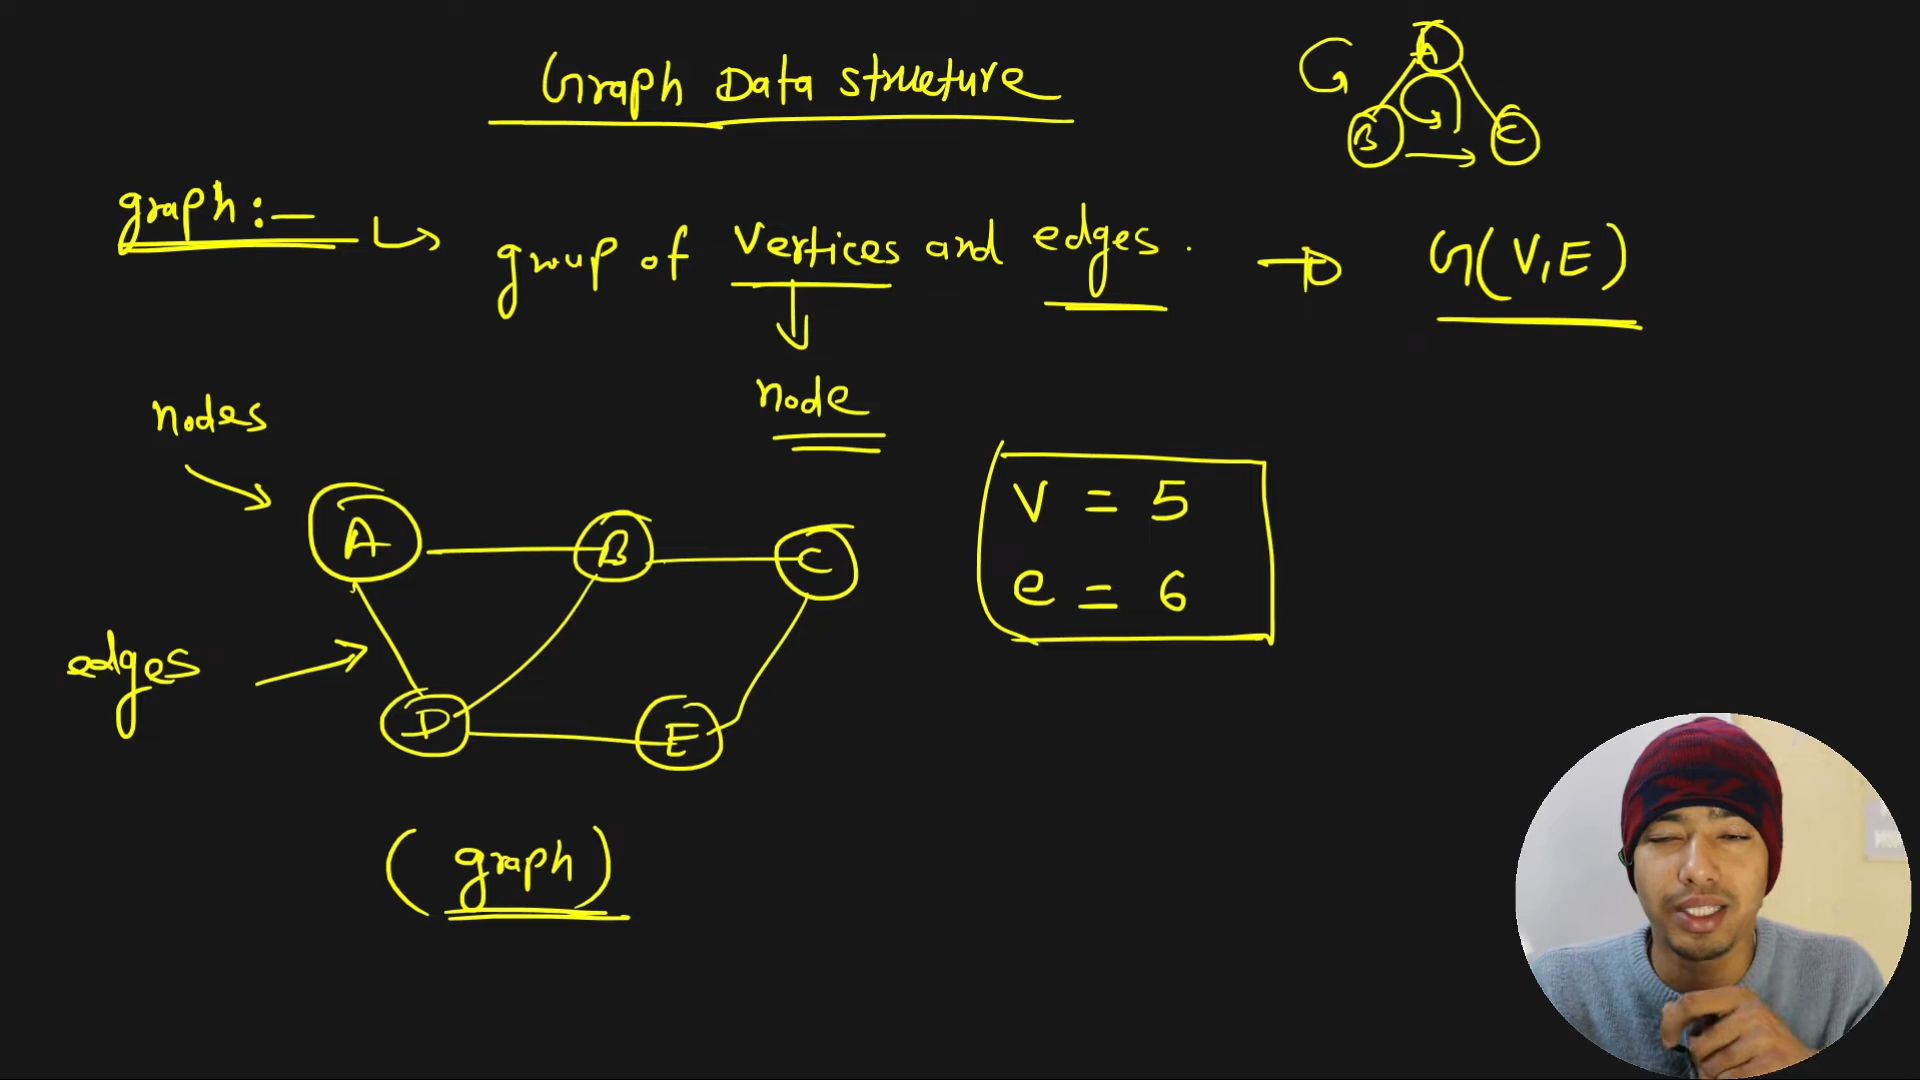 Graph Data structure
G
A
B
C
graph :-
group of vertices and edges . G(V,E)
node
nodes
A
B
C
D
E
edges
v = 5
e = 6
(graph)